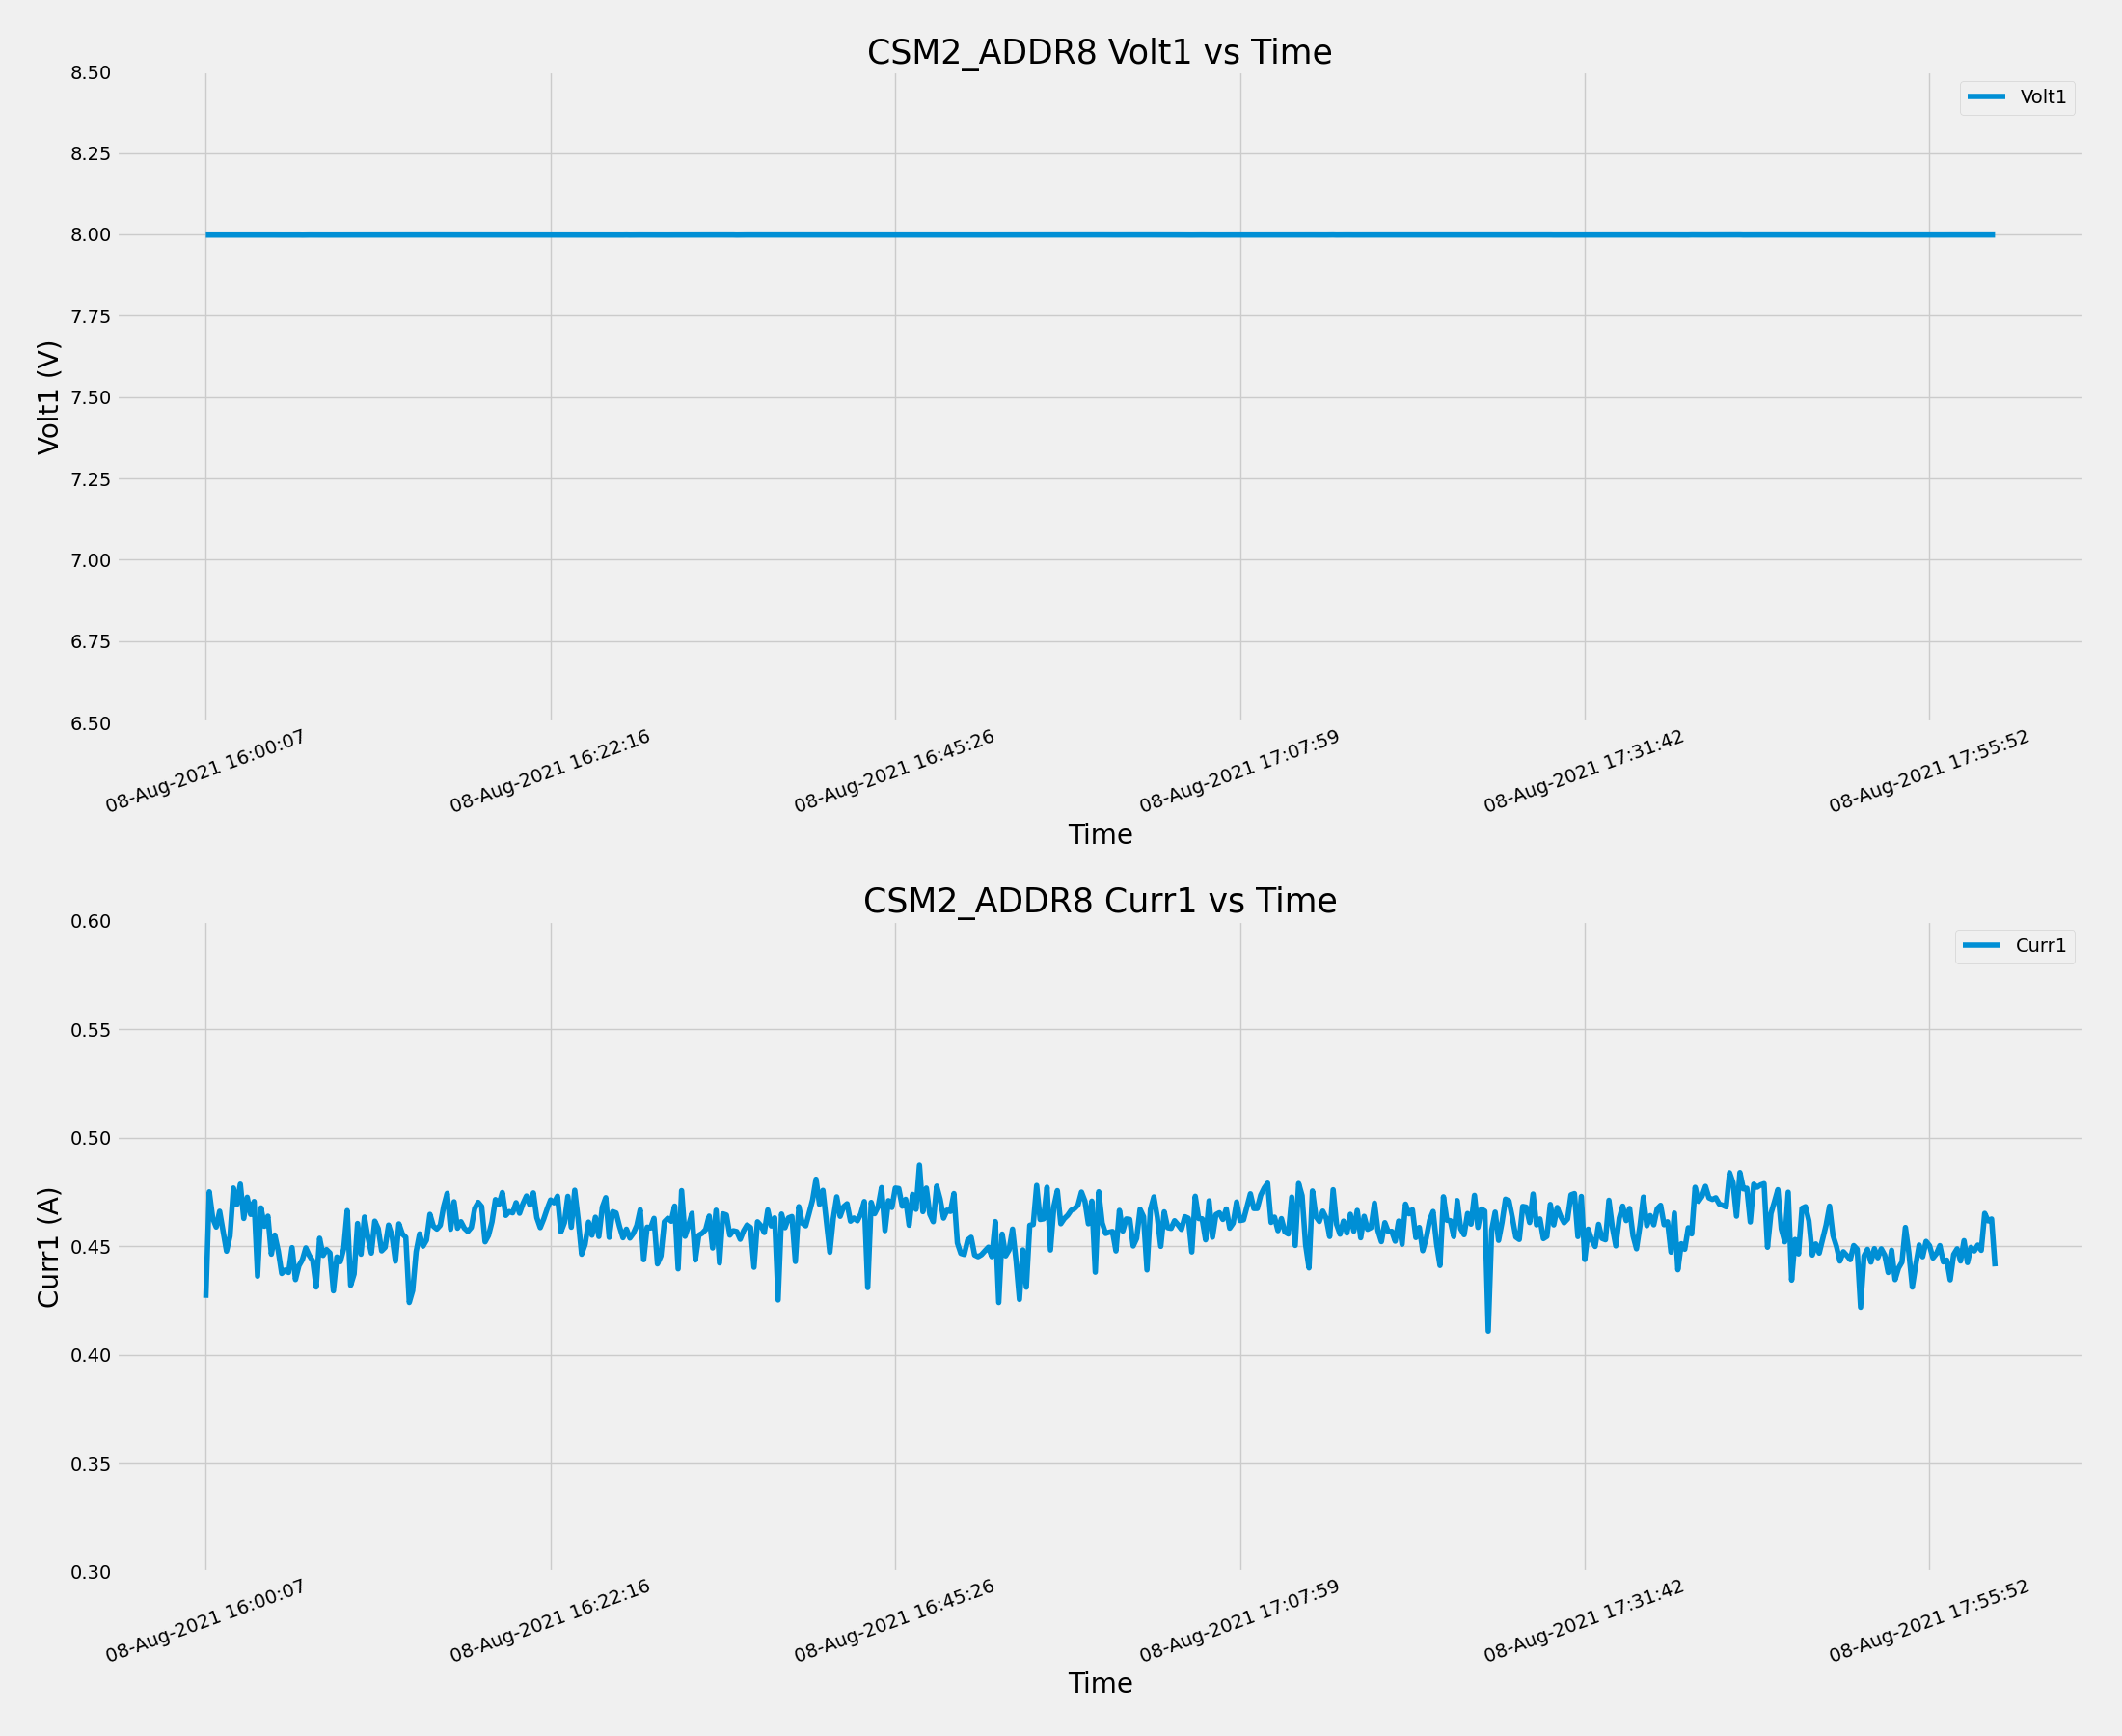 CSM2_ADDR8 Volt1 vs Time
Volt1
8.50
8.25
8.00
7.75
7.50
7.25
7.00
6.75
6.50
Volt1 (V)
08-Aug-2021 16:00:07
08-Aug-2021 16:22:16
08-Aug-2021 16:45:26
08-Aug-2021 17:07:59
08-Aug-2021 17:31:42
08-Aug-2021 17:55:52
Time
CSM2_ADDR8 Curr1 vs Time
Curr1
0.60
0.55
0.50
0.45
0.40
0.35
0.30
Curr1 (A)
08-Aug-2021 16:00:07
08-Aug-2021 16:22:16
08-Aug-2021 16:45:26
08-Aug-2021 17:07:59
08-Aug-2021 17:31:42
08-Aug-2021 17:55:52
Time